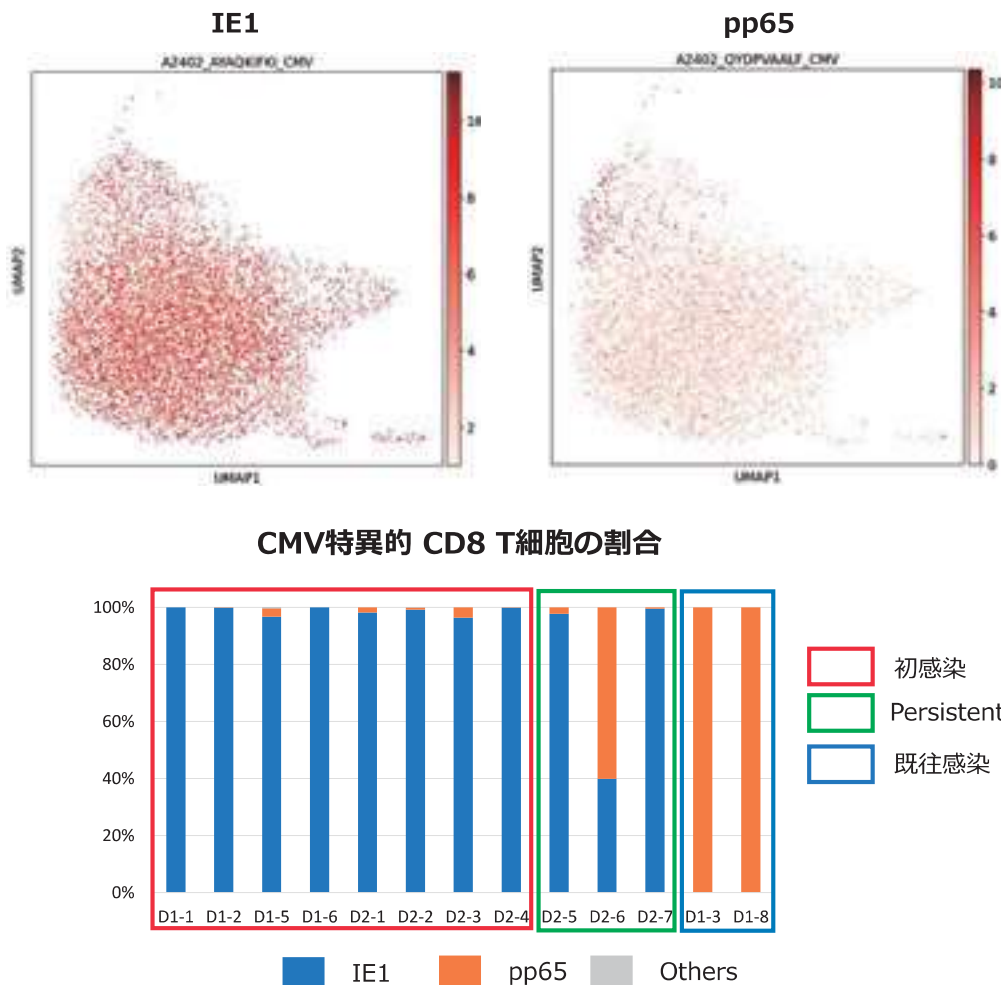 IE1
pp65
A2402_AYAQKIFKI_CMV
A2402_QYDPVAALF_CMV
10
8
6
4
2
10
8
6
4
2
0
UMAP2
UMAP1
UMAP2
UMAP1
CMV特異的 CD8 T細胞の割合
100%
80%
60%
40%
20%
0%
D1-1 D1-2 D1-5 D1-6 D2-1 D2-2 D2-3 D2-4 D2-5 D2-6 D2-7 D1-3 D1-8
初感染
Persistent
既往感染
IE1 pp65 Others